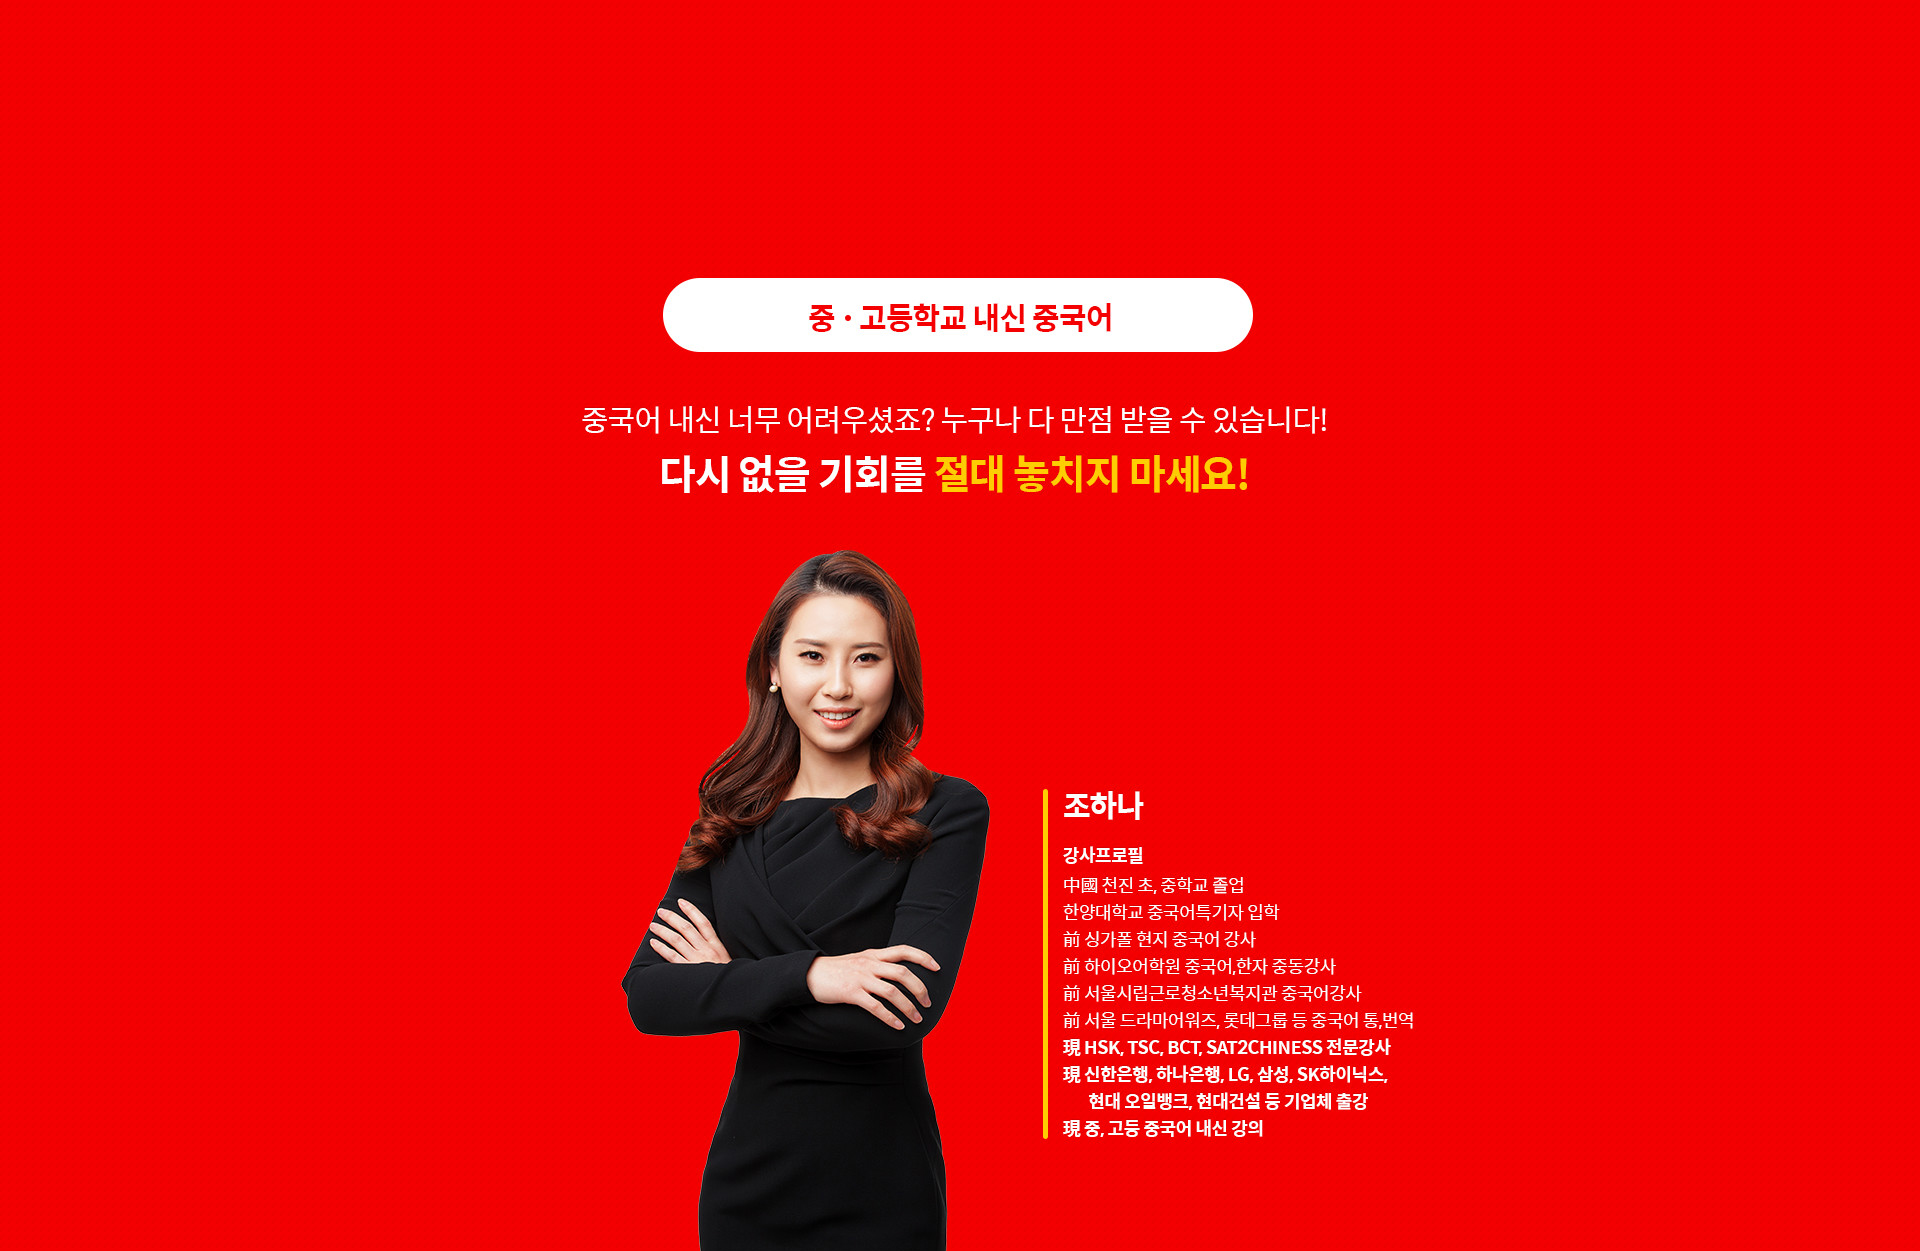 중 · 고등학교 내신 중국어
중국어 내신 너무 어려우셨죠? 누구나 다 만점 받을 수 있습니다!
다시 없을 기회를 절대 놓치지 마세요!
조하나
강사프로필
中國 천진 초, 중학교 졸업
한양대학교 중국어특기자 입학
前 싱가폴 현지 중국어 강사
前 하이오어학원 중국어,한자 중동강사
前 서울시립근로청소년복지관 중국어강사
前 서울 드라마어워즈, 롯데그룹 등 중국어 통,번역
現 HSK, TSC, BCT, SAT2CHINESS 전문강사
現 신한은행, 하나은행, LG, 삼성, SK하이닉스,
현대 오일뱅크, 현대건설 등 기업체 출강
現 중, 고등 중국어 내신 강의